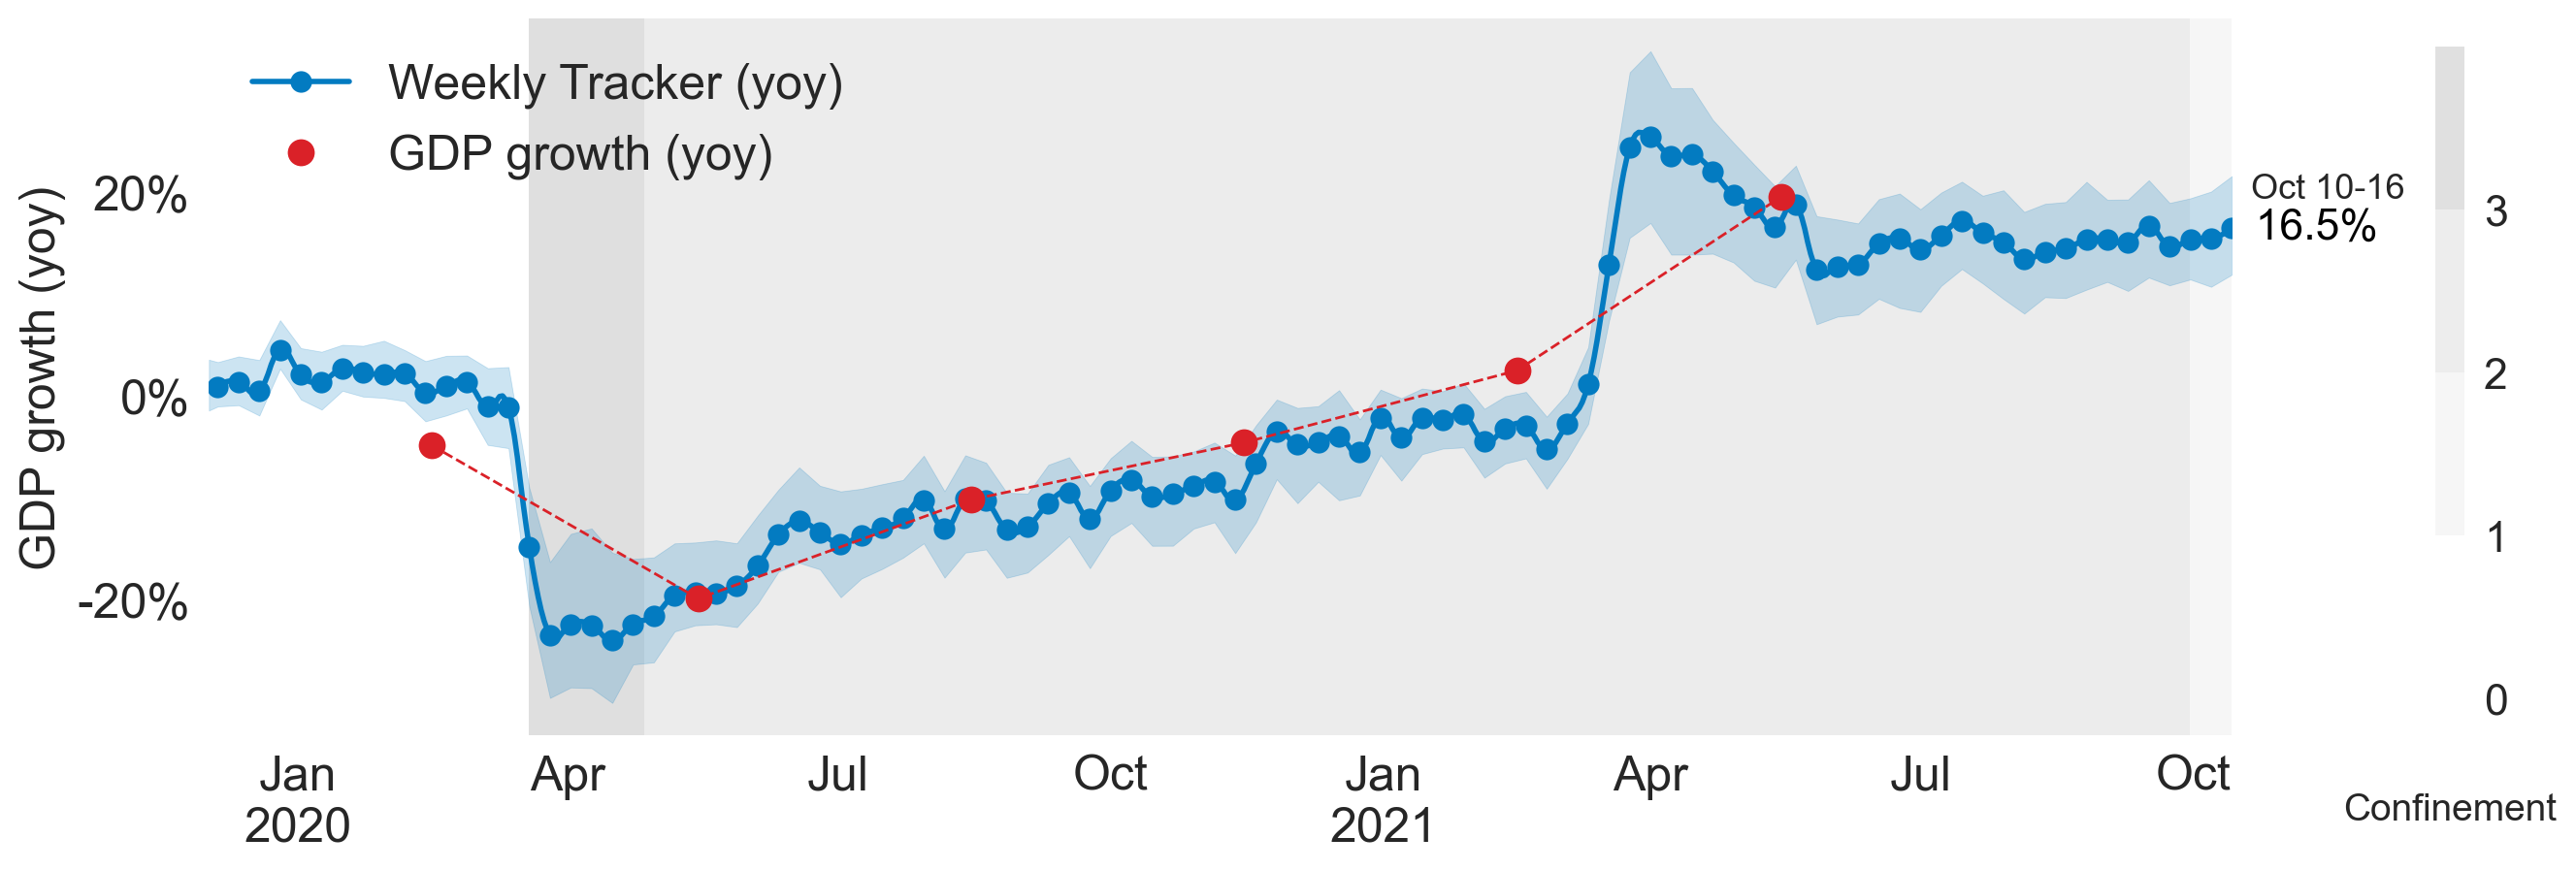 Weekly Tracker (yoy)
GDP growth (yoy)
GDP growth (yoy)
20%
0%
-20%
Oct 10-16
16.5%
3
2
1
0
Confinement
Jan Apr Jul Oct Jan Apr Jul Oct
2020 2021